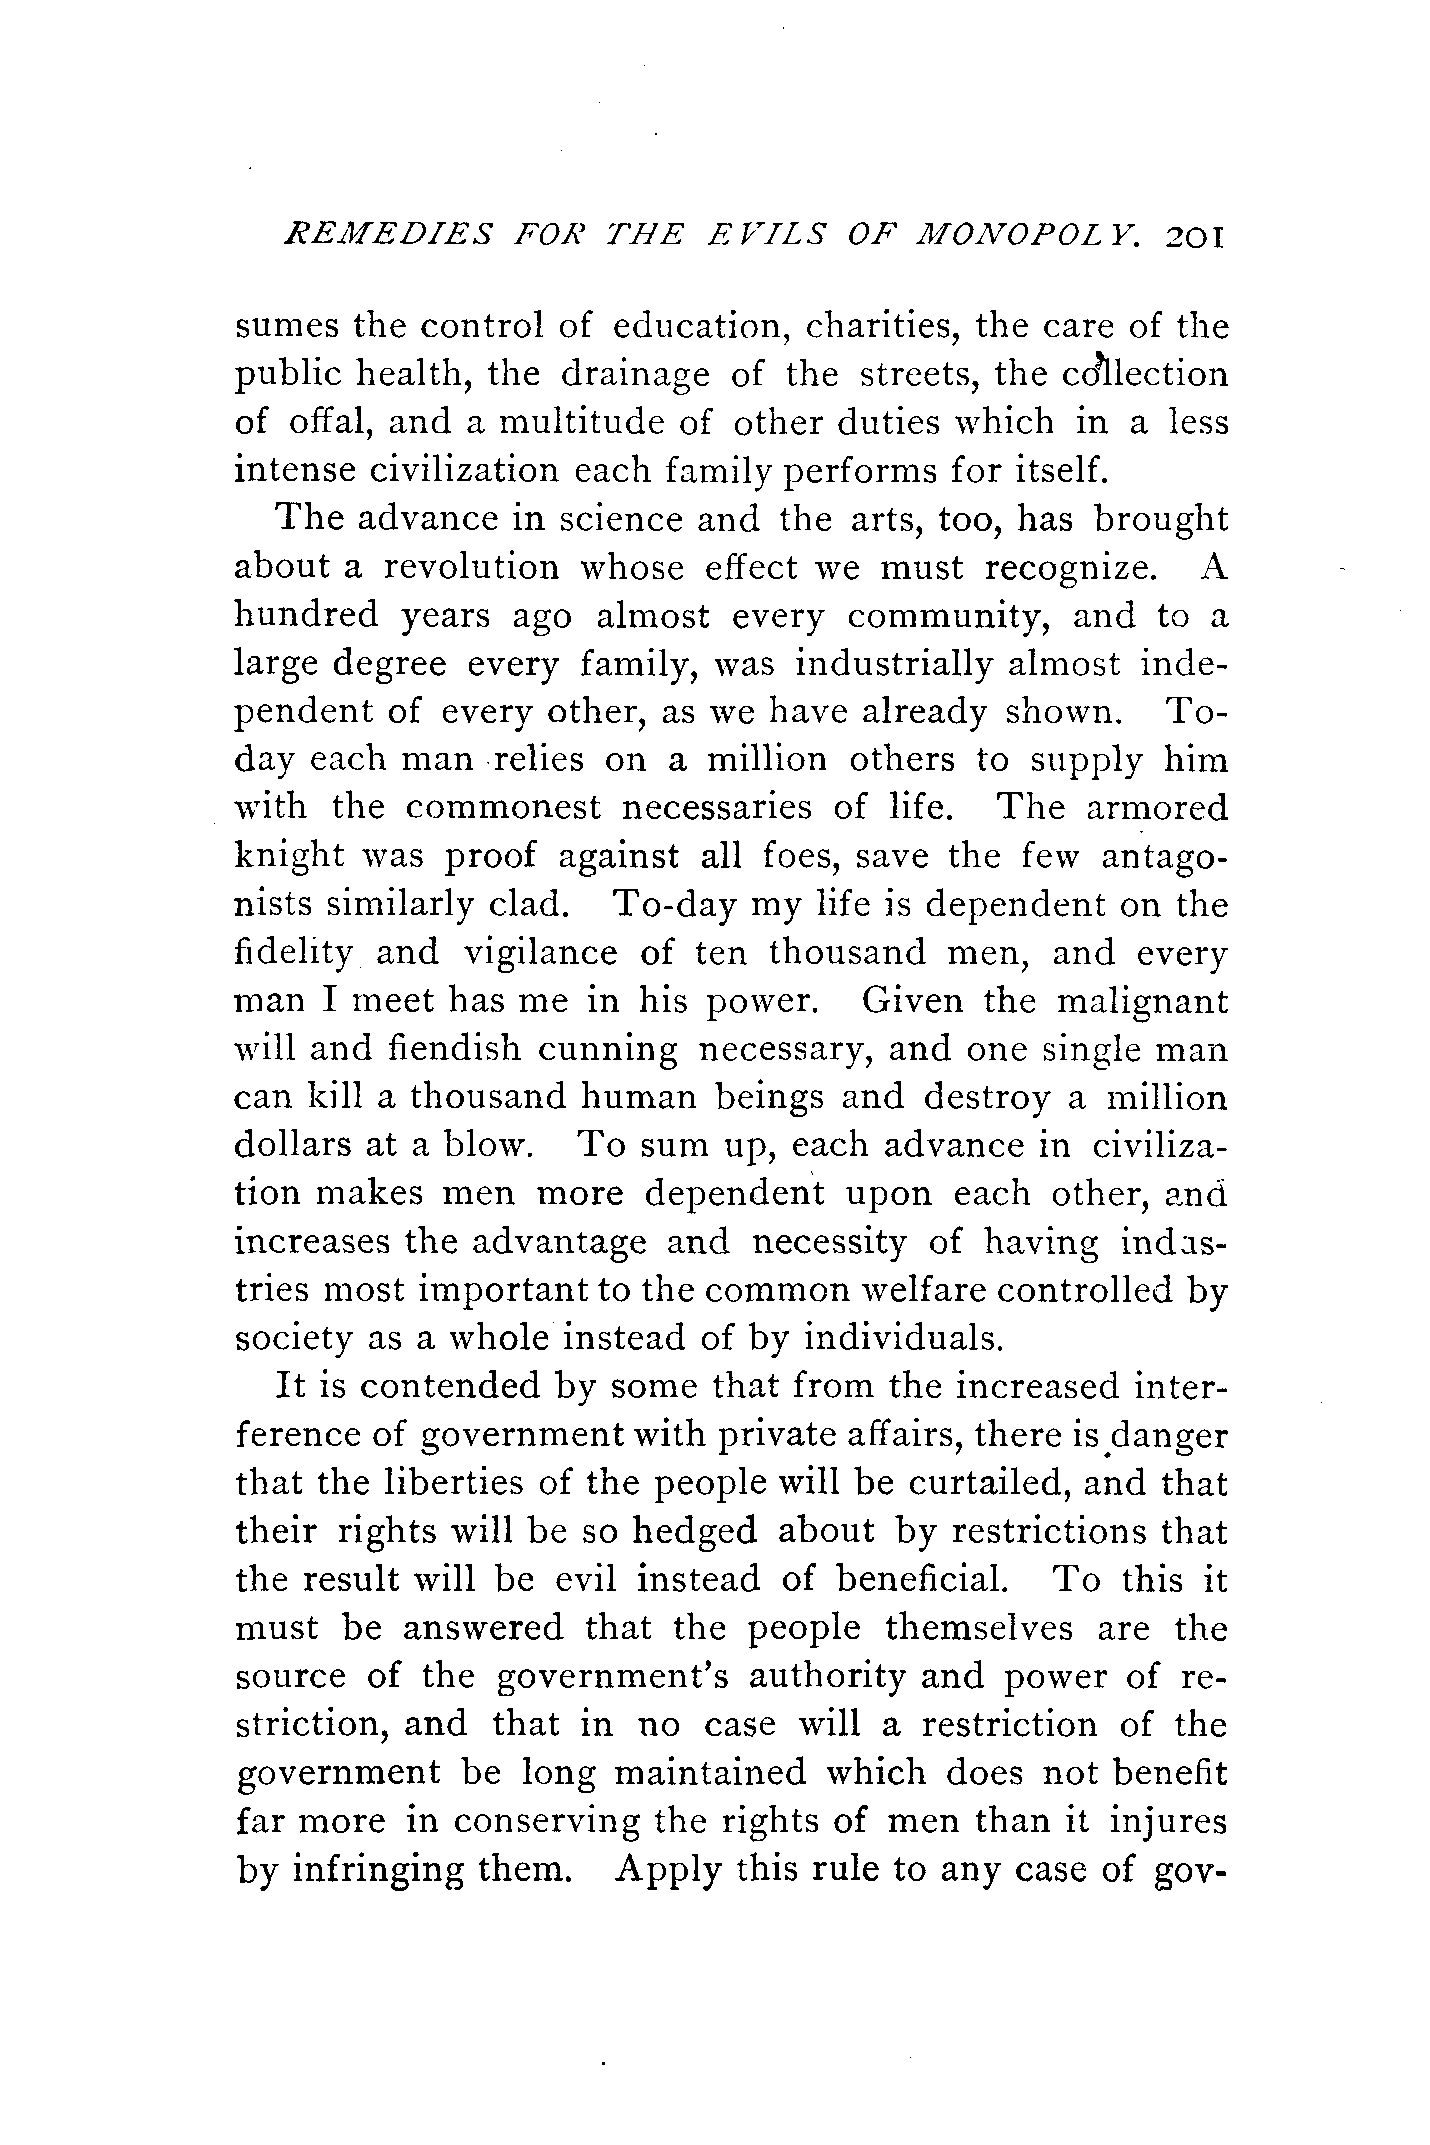 REMEDIES FOR THE EVILS OF MONOPOLY. 201
sumes the control of education, charities, the care of the
public health, the drainage of the streets, the collection
of offal, and a multitude of other duties which in a less
intense civilization each family performs for itself.
The advance in science and the arts, too, has brought
about a revolution whose effect we must recognize. A
hundred years ago almost every community, and to a
large degree every family, was industrially almost inde-
pendent of every other, as we have already shown. To-
day each man relies on a million others to supply him
with the commonest necessaries of life. The armored
knight was proof against all foes, save the few antago-
nists similarly clad. To-day my life is dependent on the
fidelity and vigilance of ten thousand men, and every
man I meet has me in his power. Given the malignant
will and fiendish cunning necessary, and one single man
can kill a thousand human beings and destroy a million
dollars at a blow. To sum up, each advance in civiliza-
tion makes men more dependent upon each other, and
increases the advantage and necessity of having indus-
tries most important to the common welfare controlled by
society as a whole instead of by individuals.
It is contended by some that from the increased inter-
ference of government with private affairs, there is danger
that the liberties of the people will be curtailed, and that
their rights will be so hedged about by restrictions that
the result will be evil instead of beneficial. To this it
must be answered that the people themselves are the
source of the government's authority and power of re-
striction, and that in no case will a restriction of the
government be long maintained which does not benefit
far more in conserving the rights of men than it injures
by infringing them. Apply this rule to any case of gov-